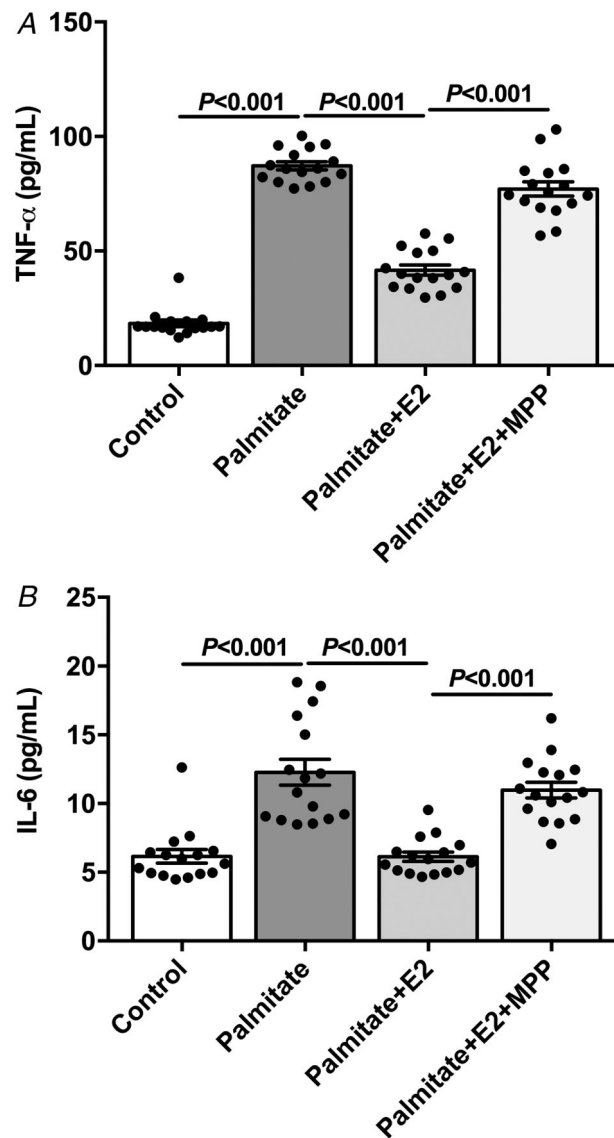 A
150
100
50
0
TNF-α (pg/mL)
P<0.001
P<0.001
P<0.001
Control
Palmitate
Palmitate+E2
Palmitate+E2+MPP
B
25
20
15
10
5
0
IL-6 (pg/mL)
P<0.001
P<0.001
P<0.001
Control
Palmitate
Palmitate+E2
Palmitate+E2+MPP